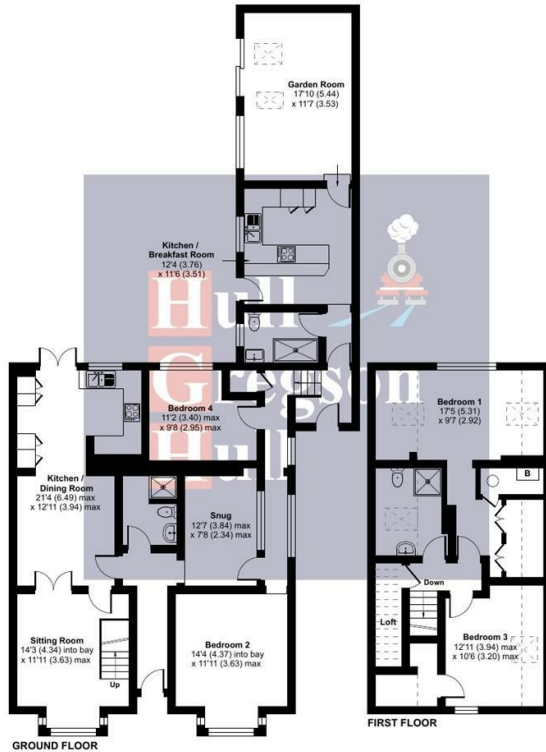 Garden Room
17'10 (5.44)
x 11'7 (3.53)
Kitchen /
Breakfast Room
12'4 (3.76)
x 11'6 (3.51)
Hull
Gregson
Hull
Bedroom 4
11'2 (3.40) max
x 9'8 (2.95) max
Bedroom 1
17'5 (5.31)
x 9'7 (2.92)
B
Kitchen /
Dining Room
21'4 (6.49) max
x 12'11 (3.94) max
Snug
12'7 (3.84) max
x 7'8 (2.34) max
Down
Loft
Sitting Room
14'3 (4.34) into bay
x 11'11 (3.63) max
Up
Bedroom 2
14'4 (4.37) into bay
x 11'11 (3.63) max
Bedroom 3
12'11 (3.94) max
x 10'6 (3.20) max
GROUND FLOOR
FIRST FLOOR